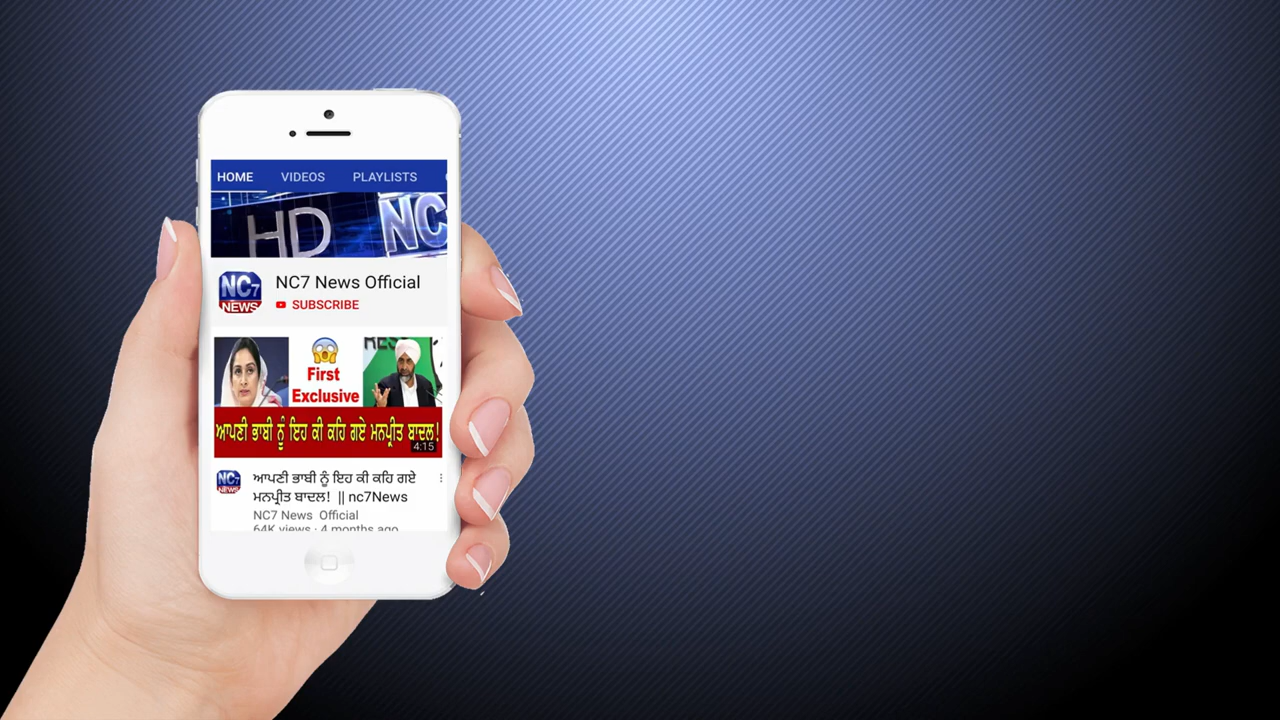 HOME VIDEOS PLAYLISTS
HD NC
NC7 NEWS
NC7 News Official
SUBSCRIBE
RES
First
Exclusive
ਆਪਣੀ ਭਾਬੀ ਨੂੰ ਇਹ ਕੀ ਕਹਿ ਗਏ ਮਨਪ੍ਰੀਤ ਬਾਦਲ!
4:15
NC7 NEWS
ਆਪਣੀ ਭਾਬੀ ਨੂੰ ਇਹ ਕੀ ਕਹਿ ਗਏ
ਮਨਪ੍ਰੀਤ ਬਾਦਲ! || nc7News
NC7 News Official
64K views · 4 months ago